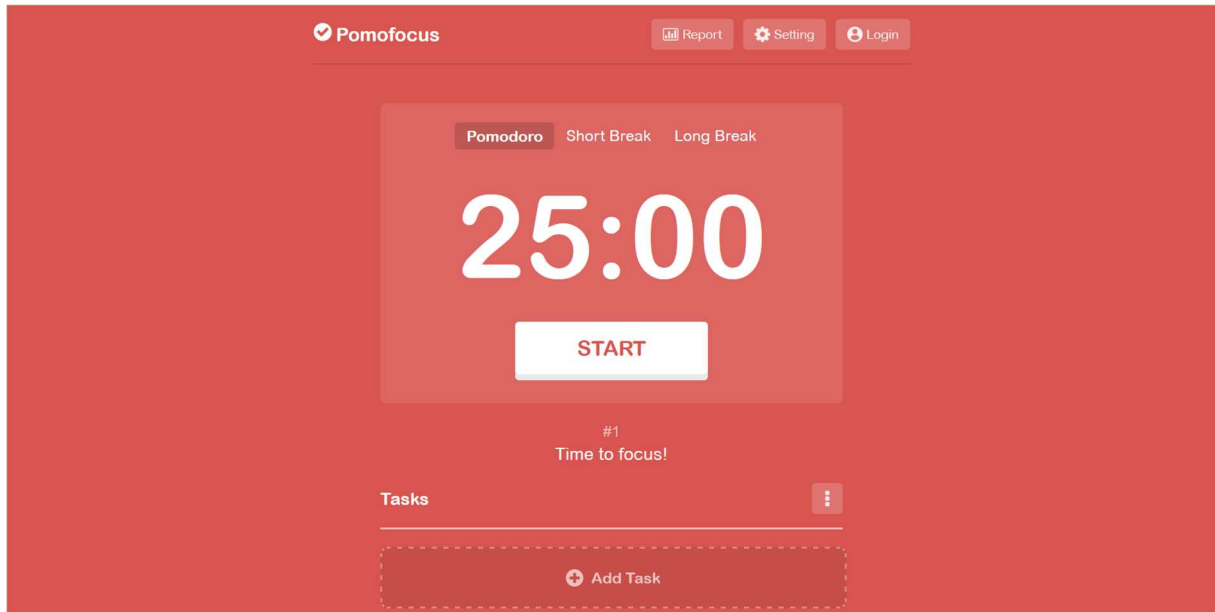 Pomofocus
Report
Setting
Login
Pomodoro
Short Break
Long Break
25:00
START
#1
Time to focus!
Tasks
Add Task